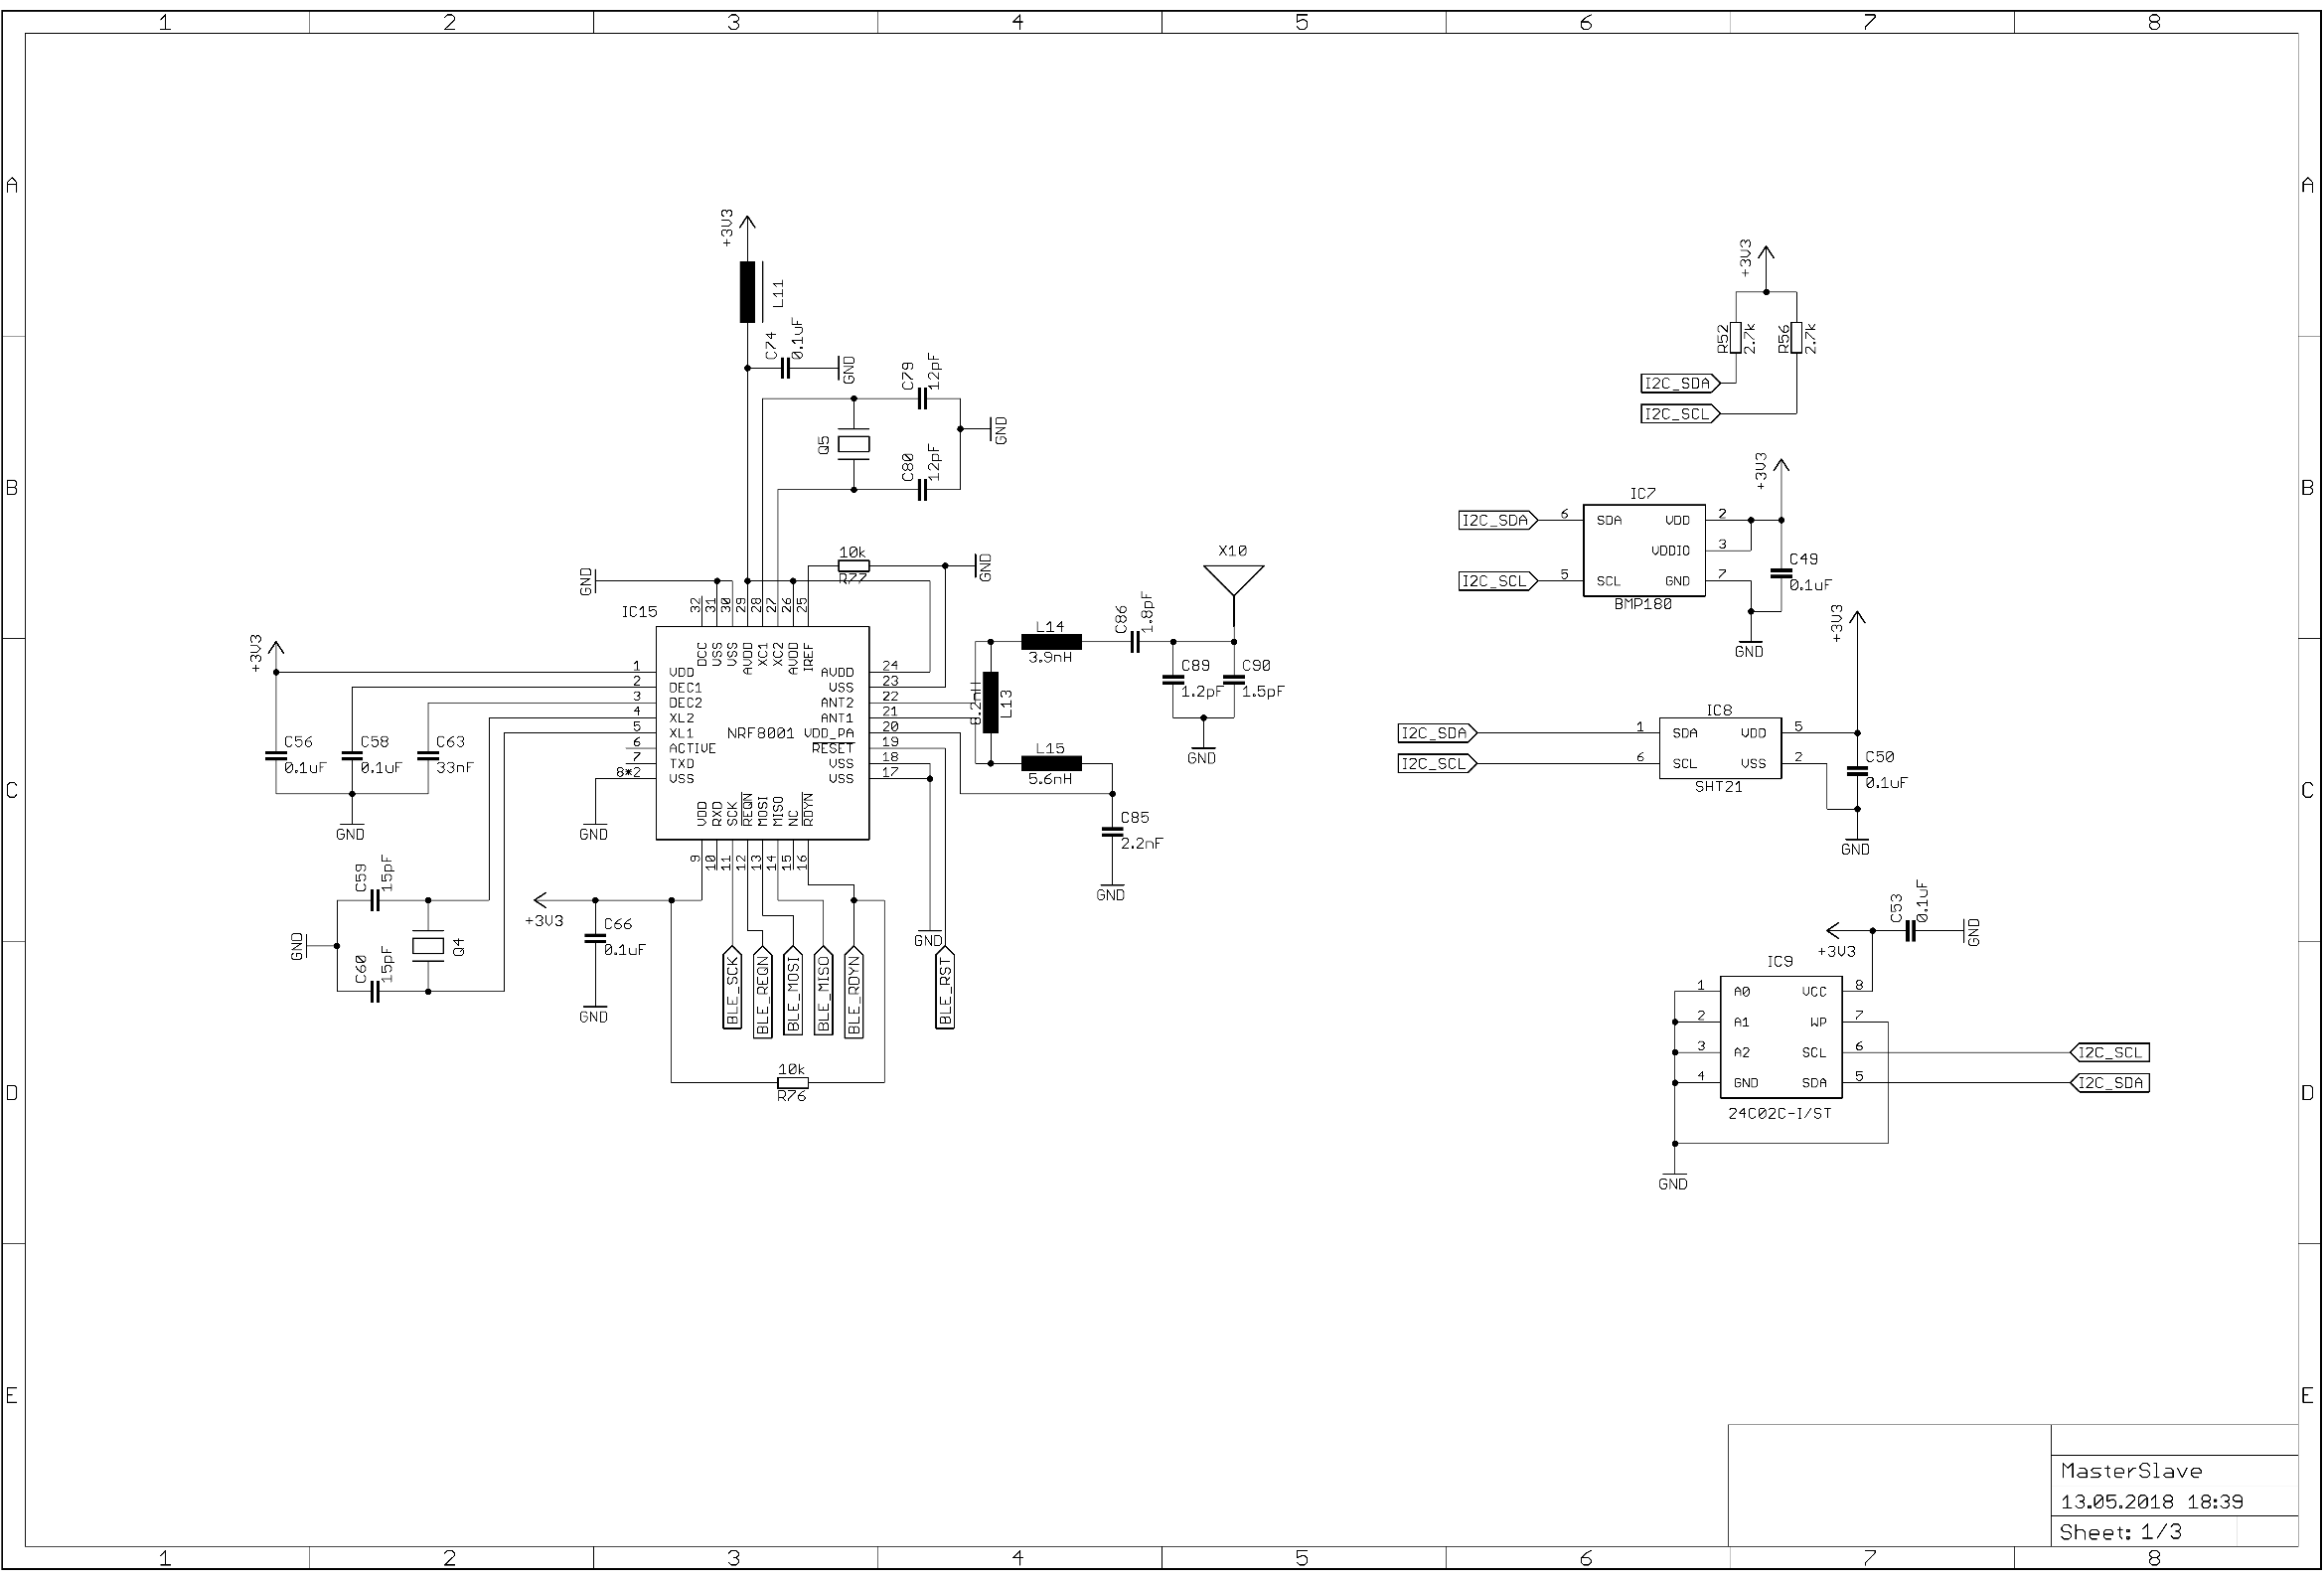 1 2 3 4 5 6 7 8
A
A
+3V3
L11
C74
0.1uF
GND
C79
12pF
Q5
C80
12pF
GND
+3V3
R52
2.7k
R56
2.7k
I2C_SDA
I2C_SCL
B
B
+3V3
IC7
I2C_SDA 6 SDA VDD 2
VDDIO 3
I2C_SCL 5 SCL GND 7
BMP180
C49
0.1uF
GND
10k
R77
GND
GND
X10
IC15
32 31 30 29 28 27 26 25
DCC VSS VSS AVDD XC1 XC2 AVDD IREF
+3V3
1 VDD
2 DEC1
3 DEC2
4 XL2
5 XL1
6 ACTIVE
7 TXD
8*2 VSS
NRF8001
AVDD 24
VSS 23
ANT2 22
ANT1 21
VDD_PA 20
RESET 19
VSS 18
VSS 17
VDD RXD SCK REQN MOSI MISO NC RDYN
9 10 11 12 13 14 15 16
C56
0.1uF
C58
0.1uF
C63
33nF
GND
GND
L14
3.9nH
C86
1.8pF
C89
1.2pF
C90
1.5pF
GND
L13
L15
5.6nH
C85
2.2nF
GND
+3V3
IC8
I2C_SDA 1 SDA VDD 5
I2C_SCL 6 SCL VSS 2
SHT21
C50
0.1uF
GND
C
C
C59
15pF
GND
Q4
C60
15pF
+3V3
C66
0.1uF
GND
BLE_SCK
BLE_REQN
BLE_MOSI
BLE_MISO
BLE_RDYN
GND
BLE_RST
10k
R76
C53
0.1uF
GND
+3V3
IC9
1 A0 VCC 8
2 A1 WP 7
3 A2 SCL 6 I2C_SCL
4 GND SDA 5 I2C_SDA
24C02C-I/ST
GND
D
D
E
E
MasterSlave
13.05.2018 18:39
Sheet: 1/3
1 2 3 4 5 6 7 8